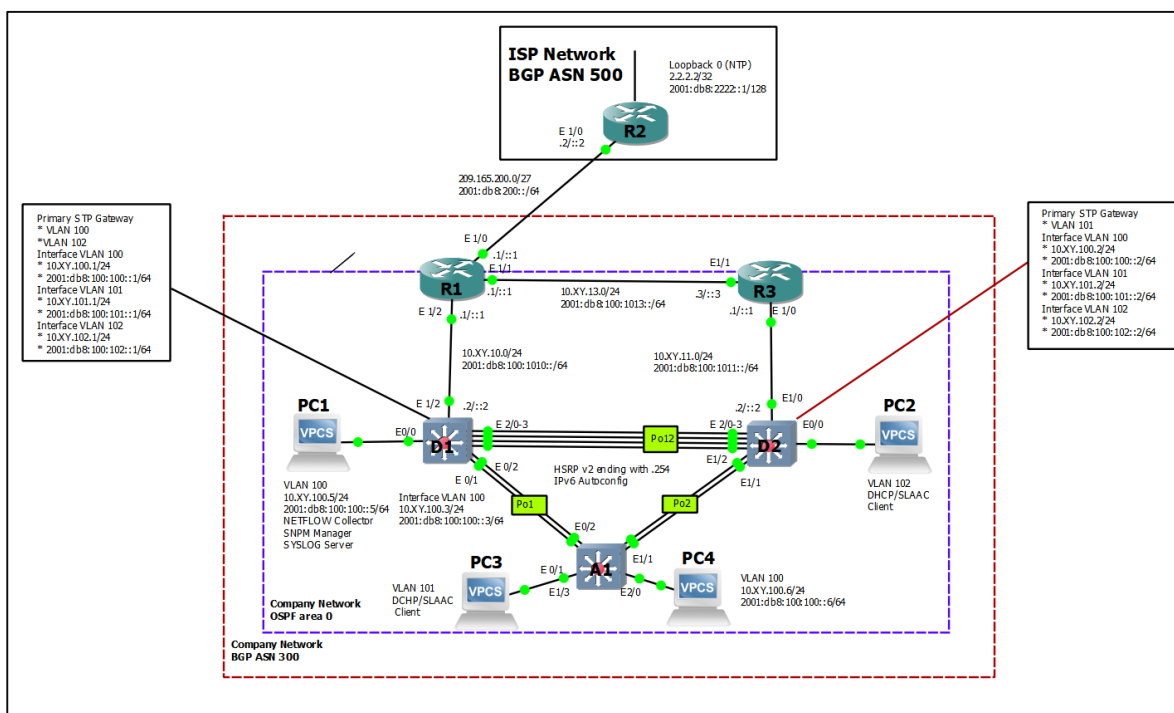 ISP Network
BGP ASN 500
Loopback 0 (NTP)
2.2.2.2/32
2001:db8:2222::1/128
R2
E 1/0
.2/::2
209.165.200.0/27
2001:db8:200::/64
Primary STP Gateway
* VLAN 100
*VLAN 102
Interface VLAN 100
* 10.XY.100.1/24
* 2001:db8:100:100::1/64
Interface VLAN 101
* 10.XY.101.1/24
* 2001:db8:100:101::1/64
Interface VLAN 102
* 10.XY.102.1/24
* 2001:db8:100:102::1/64
Primary STP Gateway
* VLAN 101
Interface VLAN 100
* 10.XY.100.2/24
* 2001:db8:100:100::2/64
Interface VLAN 101
* 10.XY.101.2/24
* 2001:db8:100:101::2/64
Interface VLAN 102
* 10.XY.102.2/24
* 2001:db8:100:102::2/64
E 1/0
.1/::1
E 1/1
.1/::1
R1
E 1/2
.1/::1
10.XY.13.0/24
2001:db8:100:1013::/64
E1/1
.3/::3
R3
.1/::1
E 1/0
10.XY.10.0/24
2001:db8:100:1010::/64
10.XY.11.0/24
2001:db8:100:1011::/64
PC1
VPCS
E0/0
E 1/2
.2/::2
D1
E 2/0-3
E 0/2
E 0/1
Po12
E 2/0-3
E1/0
.2/::2
D2
E0/0
E1/2
E1/1
PC2
VPCS
VLAN 102
DHCP/SLAAC
Client
HSRP v2 ending with .254
IPv6 Autoconfig
VLAN 100
10.XY.100.5/24
2001:db8:100:100::5/64
NETFLOW Collector
SNPM Manager
SYSLOG Server
Interface VLAN 100
10.XY.100.3/24
2001:db8:100:100::3/64
Po1
Po2
E0/2
E1/1
A1
E 0/1
E1/3
E2/0
PC3
VPCS
VLAN 101
DCHP/SLAAC
Client
PC4
VPCS
VLAN 100
10.XY.100.6/24
2001:db8:100:100::6/64
Company Network
OSPF area 0
Company Network
BGP ASN 300